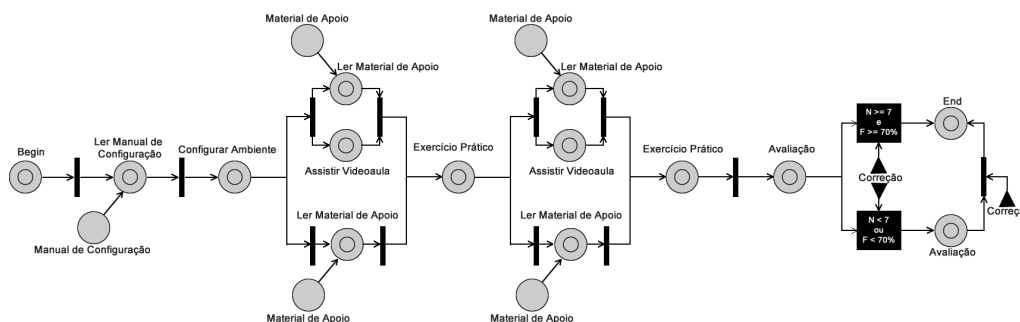 Material de Apoio
Material de Apoio
Ler Material de Apoio
Ler Material de Apoio
Begin
Ler Manual de
Configuração
Configurar Ambiente
Assistir Videoaula
Exercício Prático
Assistir Videoaula
Exercício Prático
Avaliação
N >= 7
e
F >= 70%
End
Correção
Correç
Manual de Configuração
Ler Material de Apoio
Ler Material de Apoio
N < 7
ou
F < 70%
Avaliação
Material de Apoio
Material de Apoio